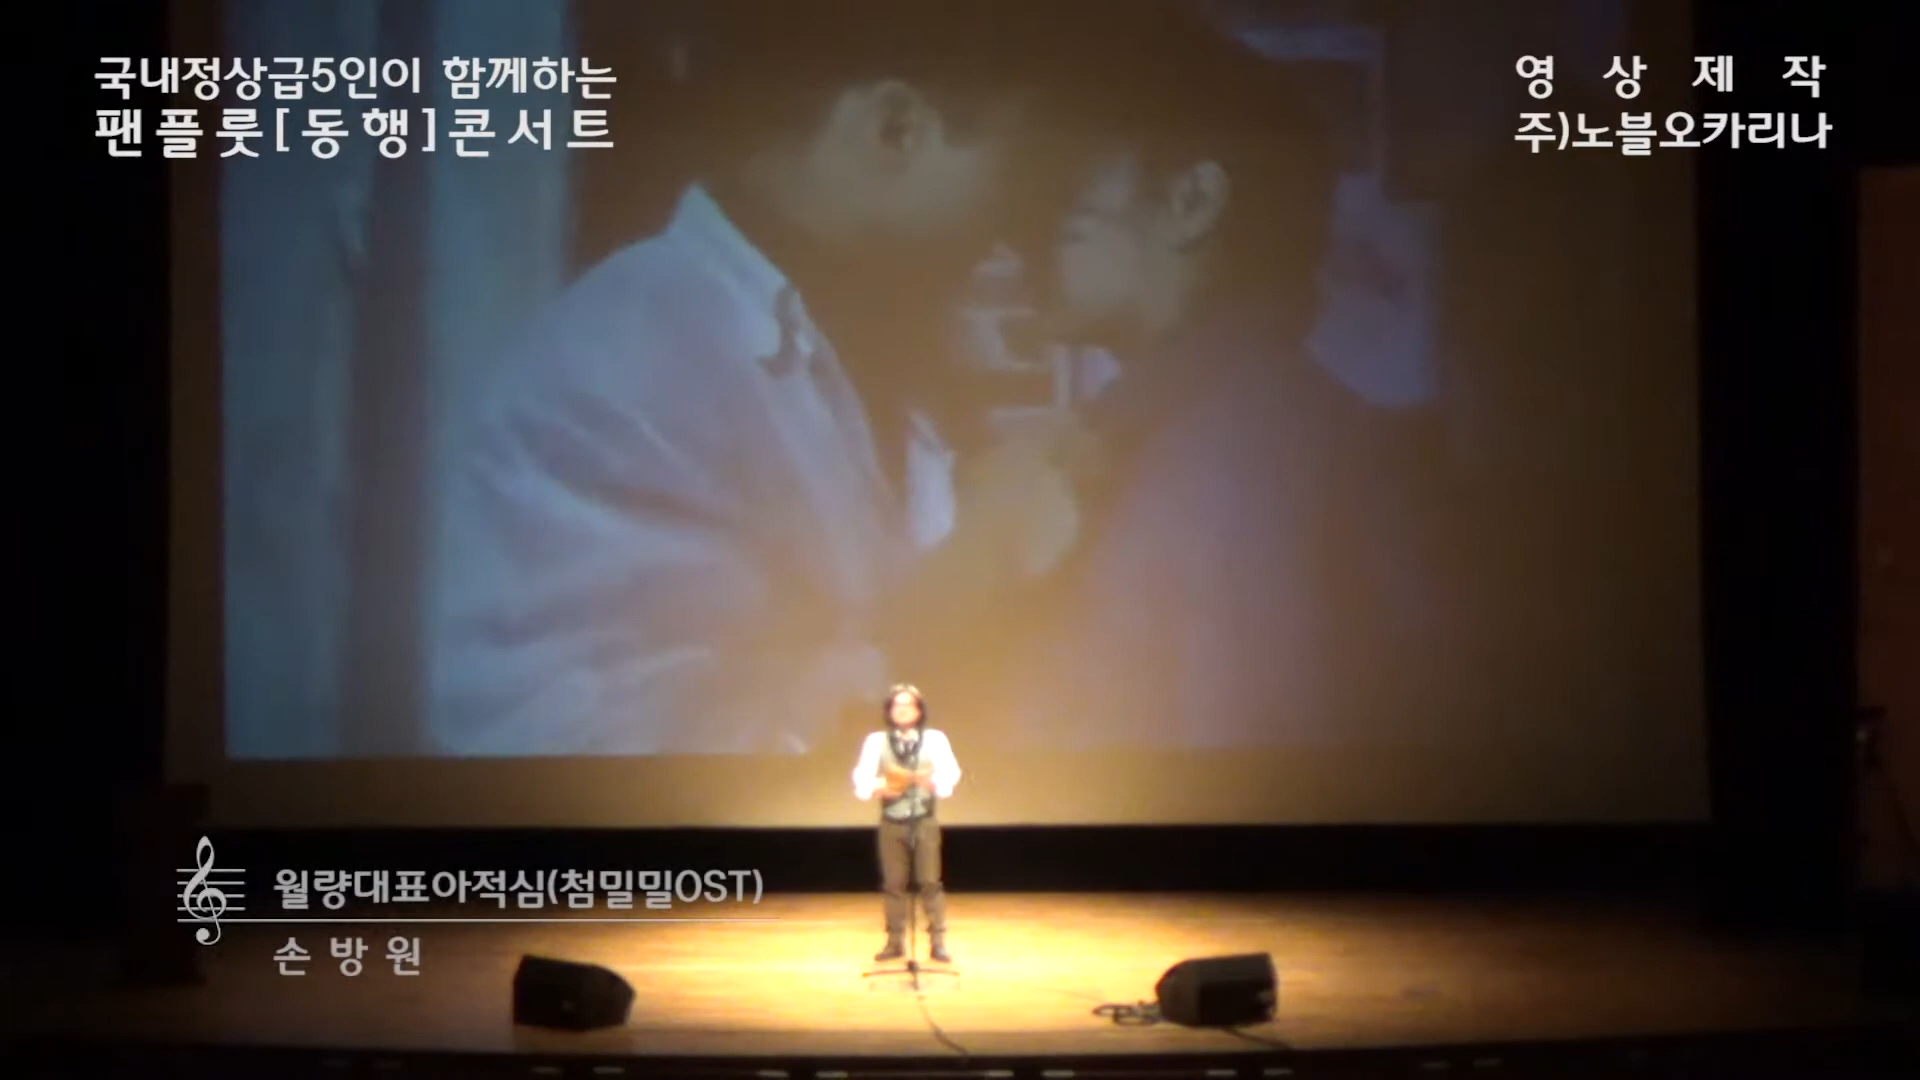 국내정상급5인이 함께하는
팬플룻[동행]콘서트
영상제작
주)노블오카리나
월량대표아적심(첨밀밀OST)
손방원